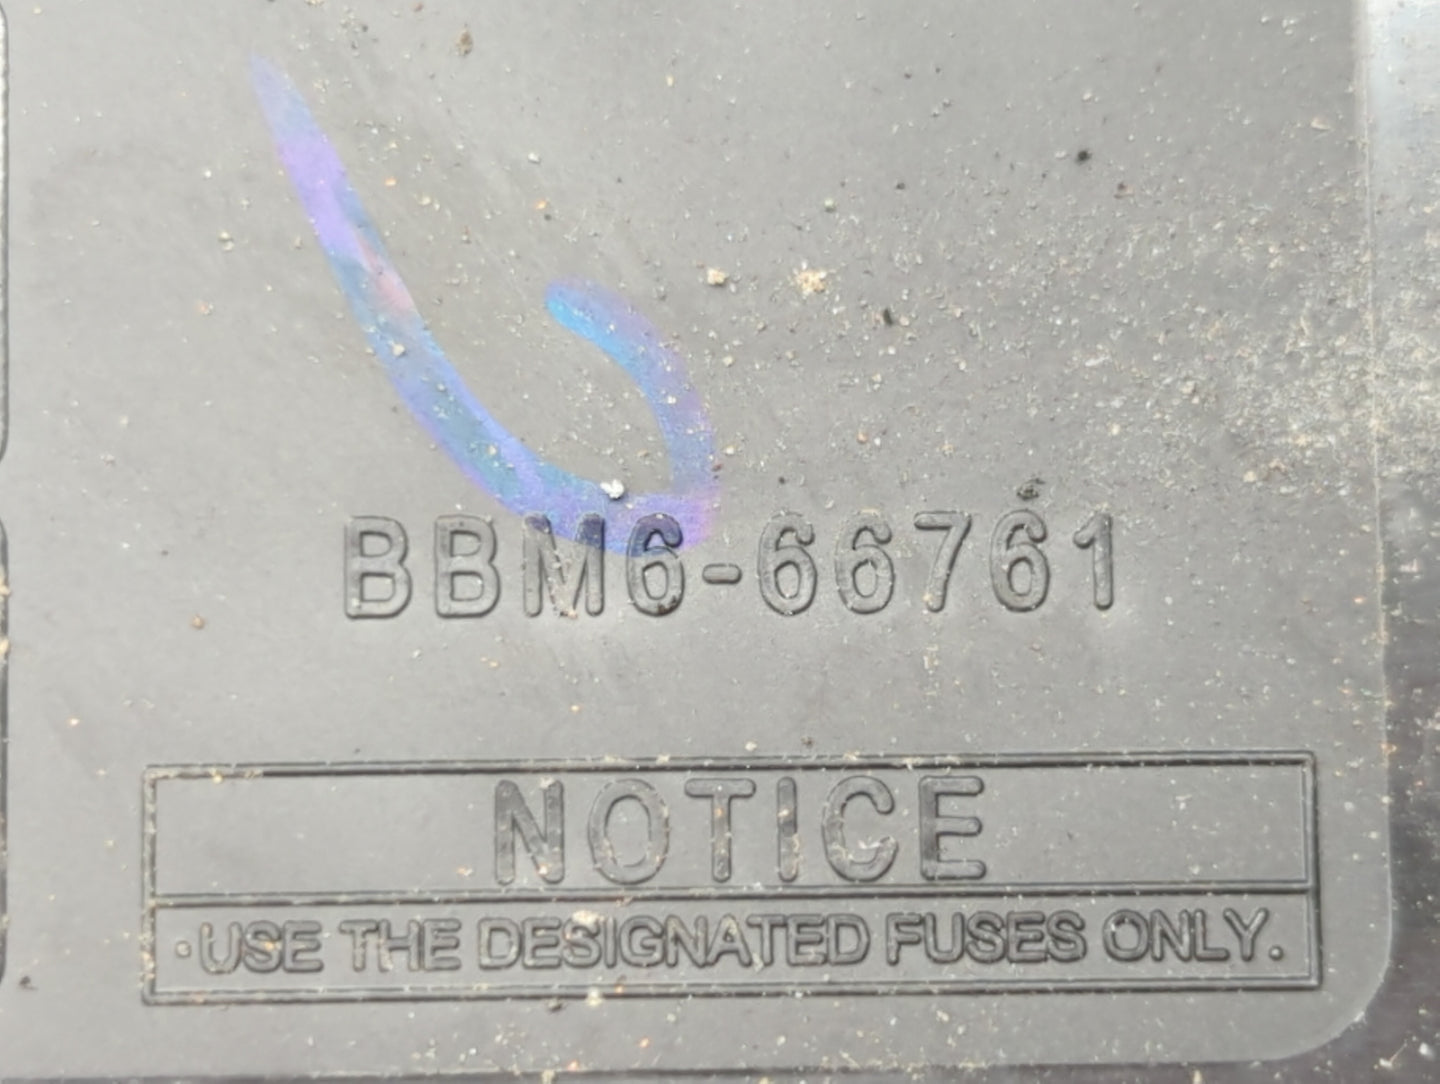 BBM6-66761
NOTICE
·USE THE DESIGNATED FUSES ONLY.